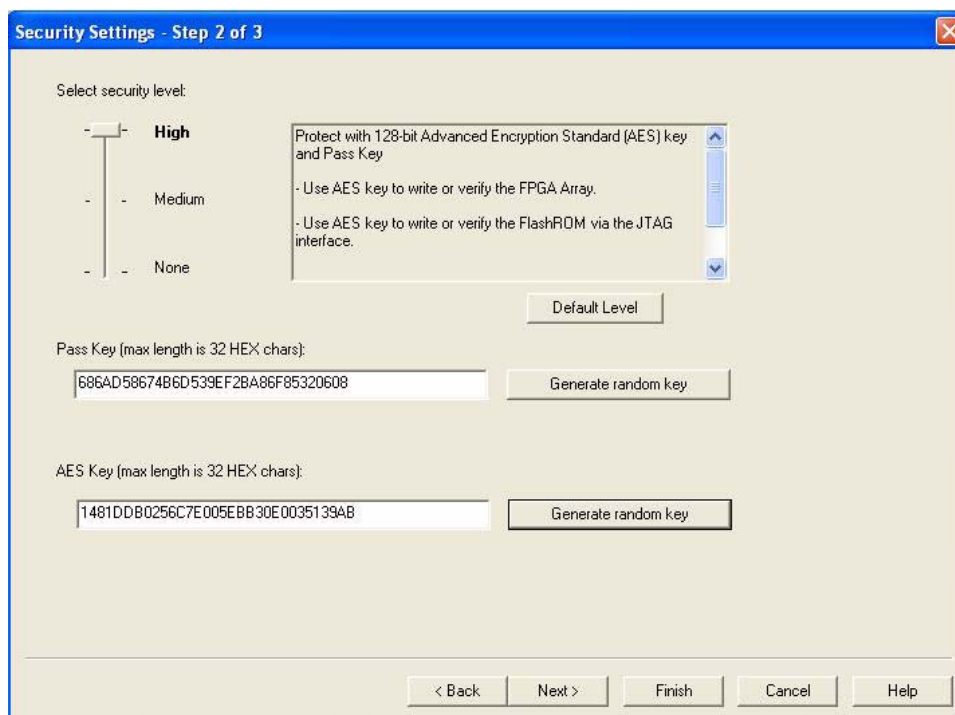 Security Settings - Step 2 of 3
Select security level:
High
Medium
None
Protect with 128-bit Advanced Encryption Standard (AES) key
and Pass Key
- Use AES key to write or verify the FPGA Array.
- Use AES key to write or verify the FlashROM via the JTAG
interface.
Default Level
Pass Key (max length is 32 HEX chars):
686AD58674B6D539EF2BA86F85320608
Generate random key
AES Key (max length is 32 HEX chars):
1481DDB0256C7E005EBB30E0035139AB
Generate random key
< Back
Next >
Finish
Cancel
Help